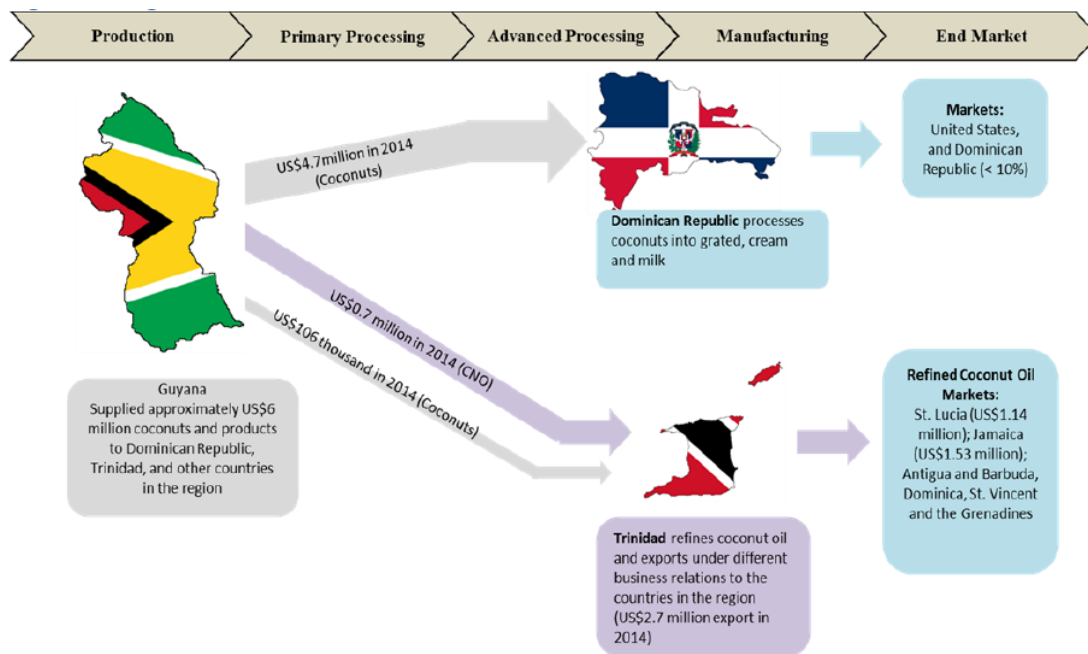 Production
Primary Processing
Advanced Processing
Manufacturing
End Market
US$4.7million in 2014
(Coconuts)
Dominican Republic processes
coconuts into grated, cream
and milk
Markets:
United States,
and Dominican
Republic (< 10%)
Guyana
Supplied approximately US$6
million coconuts and products
to Dominican Republic,
Trinidad, and other countries
in the region
US$0.7 million in 2014 (CNO)
US$106 thousand in 2014 (Coconuts)
Trinidad refines coconut oil
and exports under different
business relations to the
countries in the region
(US$2.7 million export in
2014)
Refined Coconut Oil
Markets:
St. Lucia (US$1.14
million); Jamaica
(US$1.53 million);
Antigua and Barbuda,
Dominica, St. Vincent
and the Grenadines